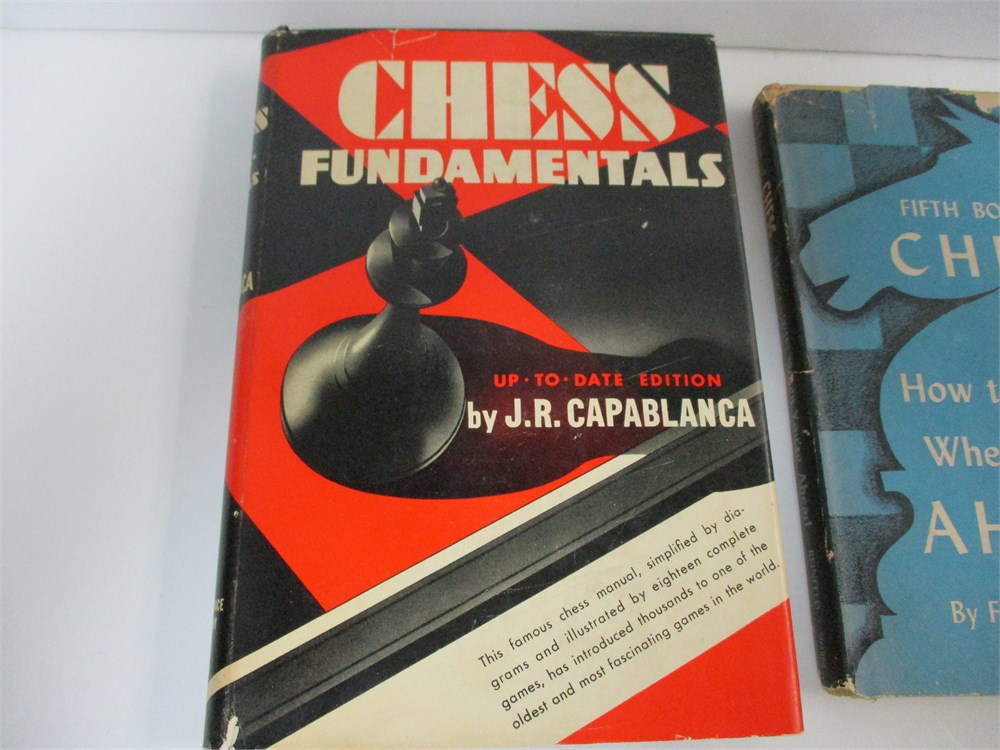 CHESS
FUNDAMENTALS
UP·TO·DATE EDITION
by J.R. CAPABLANCA
This famous chess manual, simplified by dia-
grams and illustrated by eighteen complete
games, has introduced thousands to one of the
oldest and most fascinating games in the world.
FIFTH BO
CHE
How t
Whe
AH
By F